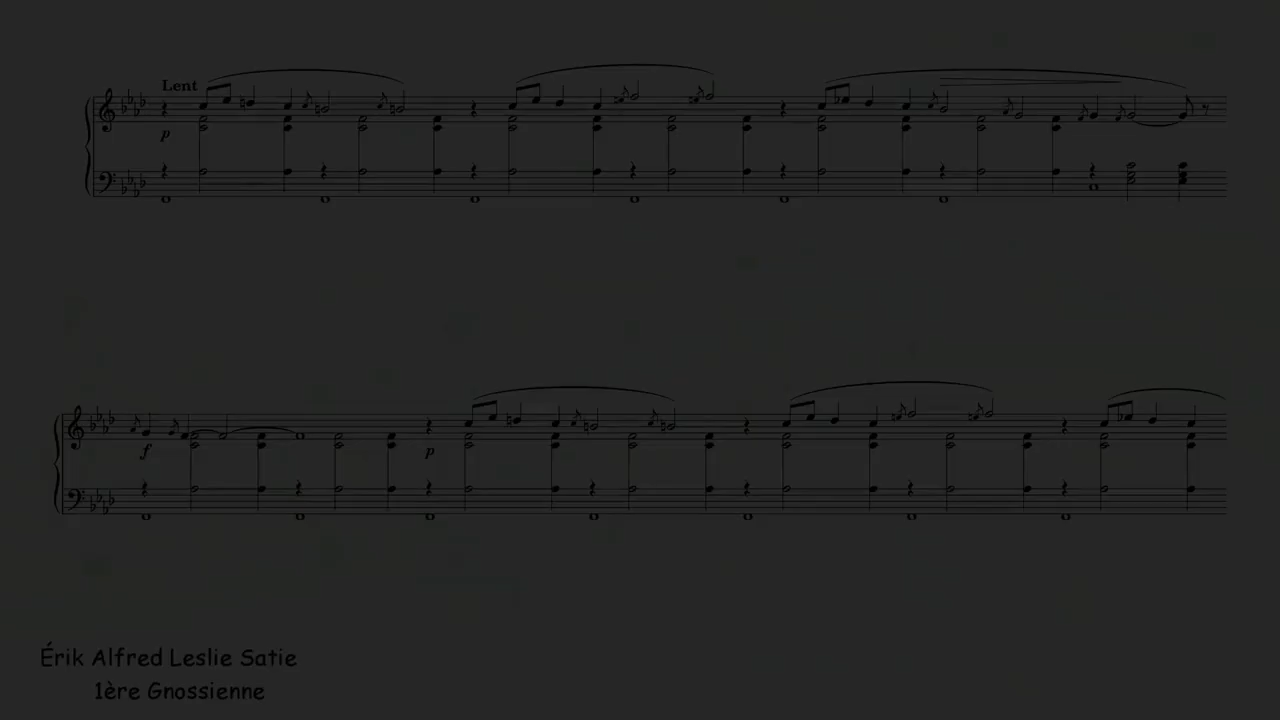 Lent
p
f
p
Érik Alfred Leslie Satie
1ère Gnossienne